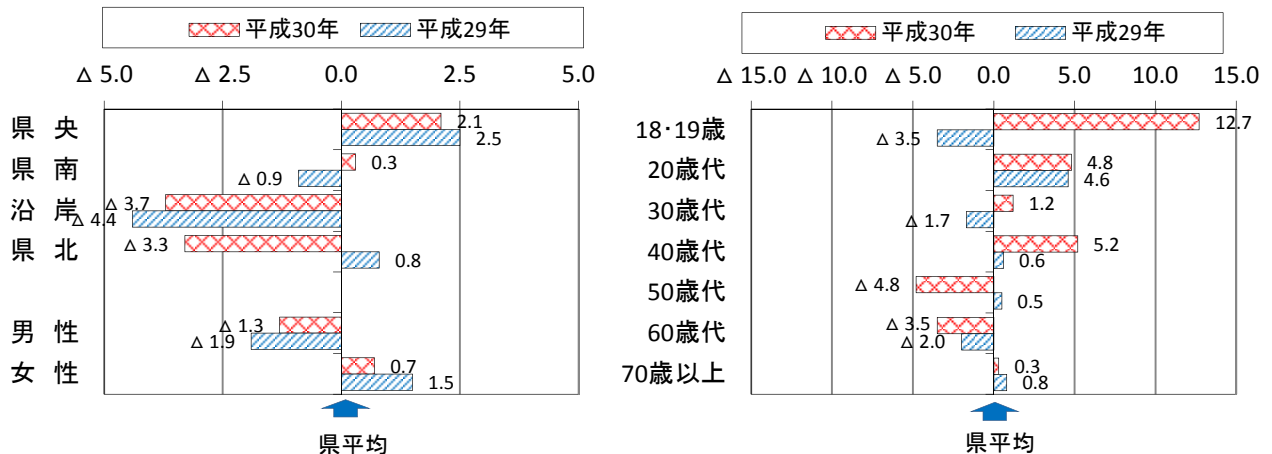 平成30年 平成29年
△ 5.0 △ 2.5 0.0 2.5 5.0
県 央 2.1
2.5
県 南 0.3
△ 0.9
沿 岸 △ 3.7
△ 4.4
県 北 △ 3.3
0.8
男 性 △ 1.3
△ 1.9
女 性 0.7
1.5
県平均
平成30年 平成29年
△ 15.0 △ 10.0 △ 5.0 0.0 5.0 10.0 15.0
18・19歳 12.7
△ 3.5
20歳代 4.8
4.6
30歳代 1.2
△ 1.7
40歳代 5.2
0.6
50歳代 △ 4.8
0.5
60歳代 △ 3.5
△ 2.0
70歳以上 0.3
0.8
県平均